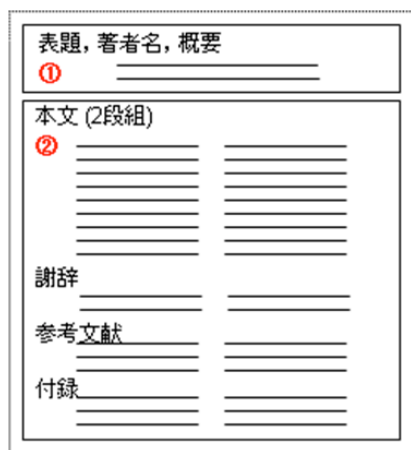 表題, 著者名, 概要
①
本文 (2段組)
②
謝辞
参考文献
付録